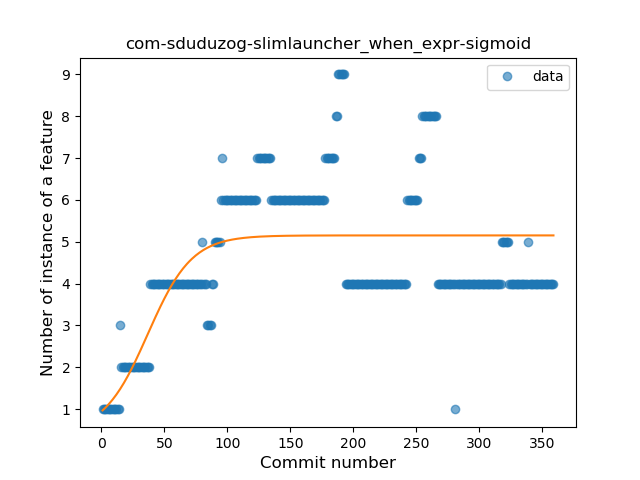 com-sduduzog-slimlauncher_when_expr-sigmoid
data
Number of instance of a feature
9
8
7
6
5
4
3
2
1
0 50 100 150 200 250 300 350
Commit number